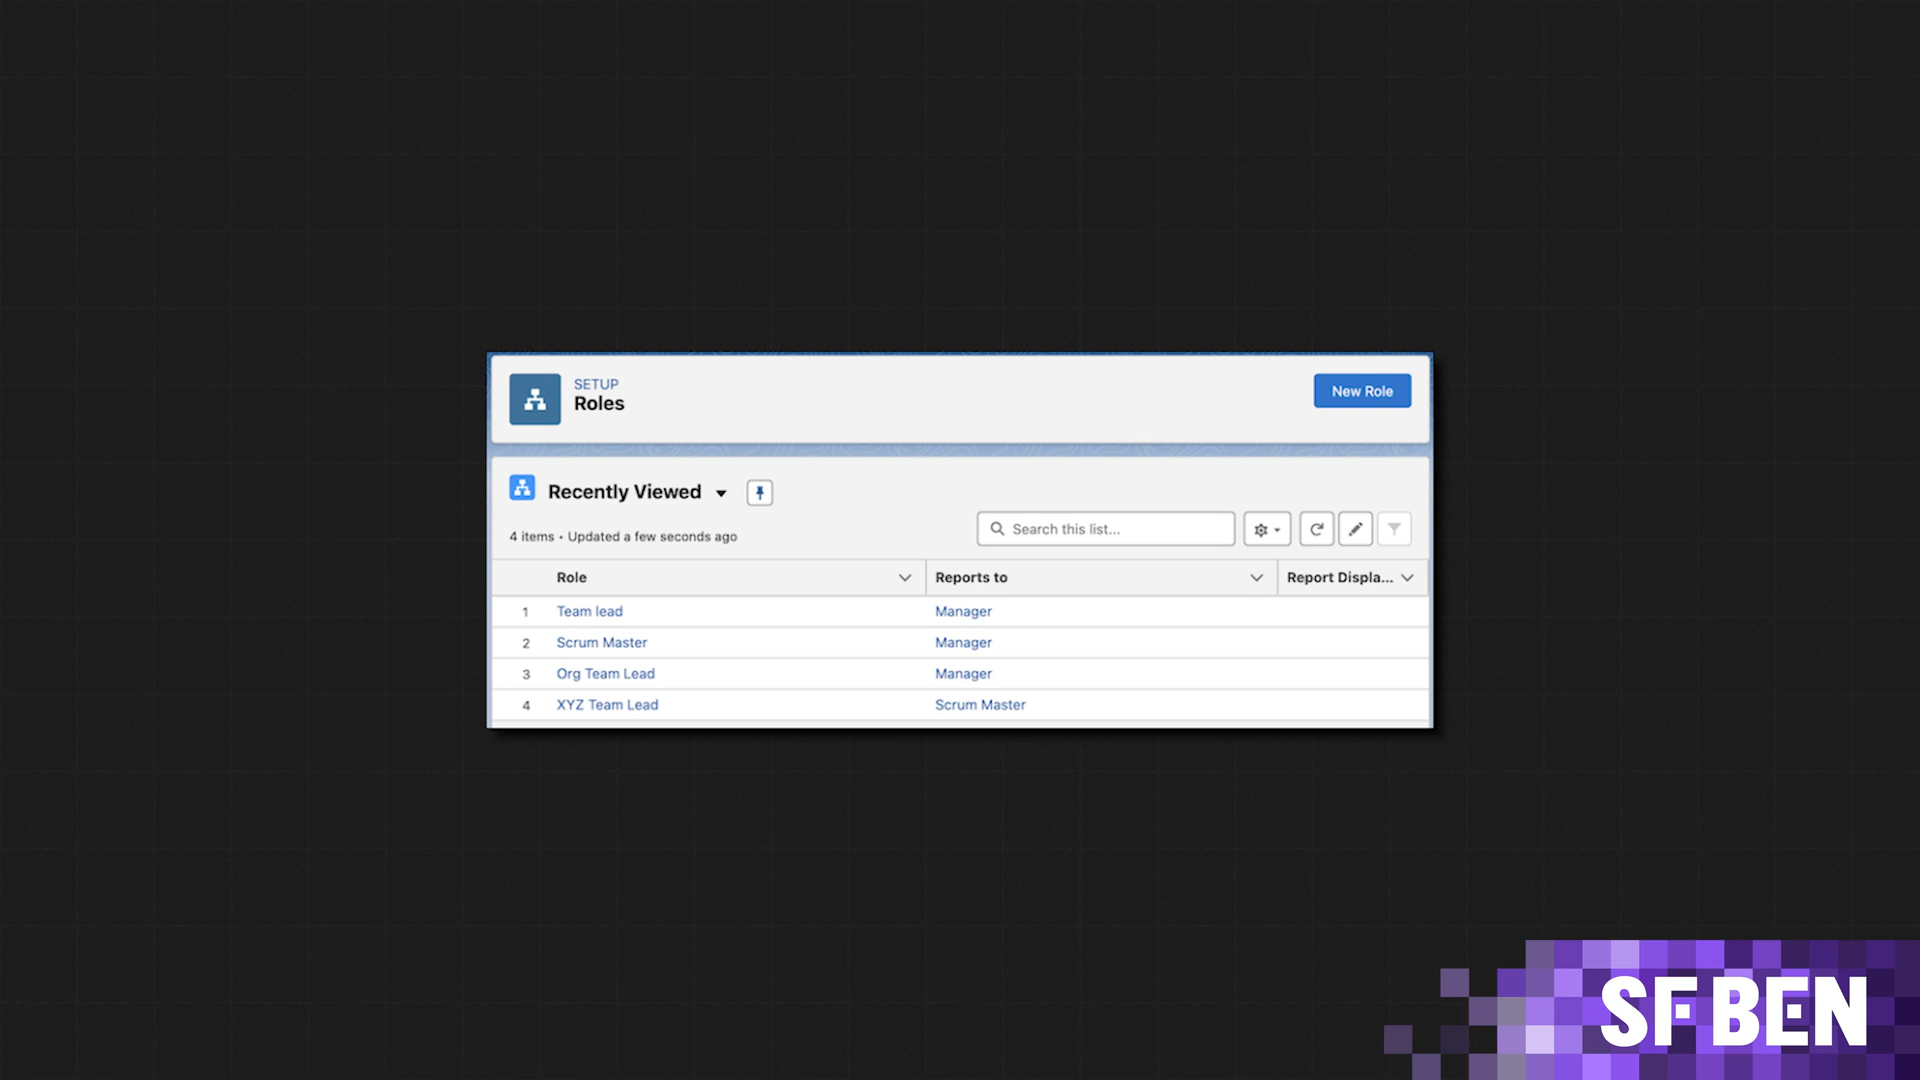 SETUP
Roles
New Role
Recently Viewed
4 items • Updated a few seconds ago
Search this list...
Role Reports to Report Displa...
1 Team lead Manager
2 Scrum Master Manager
3 Org Team Lead Manager
4 XYZ Team Lead Scrum Master
SF BEN